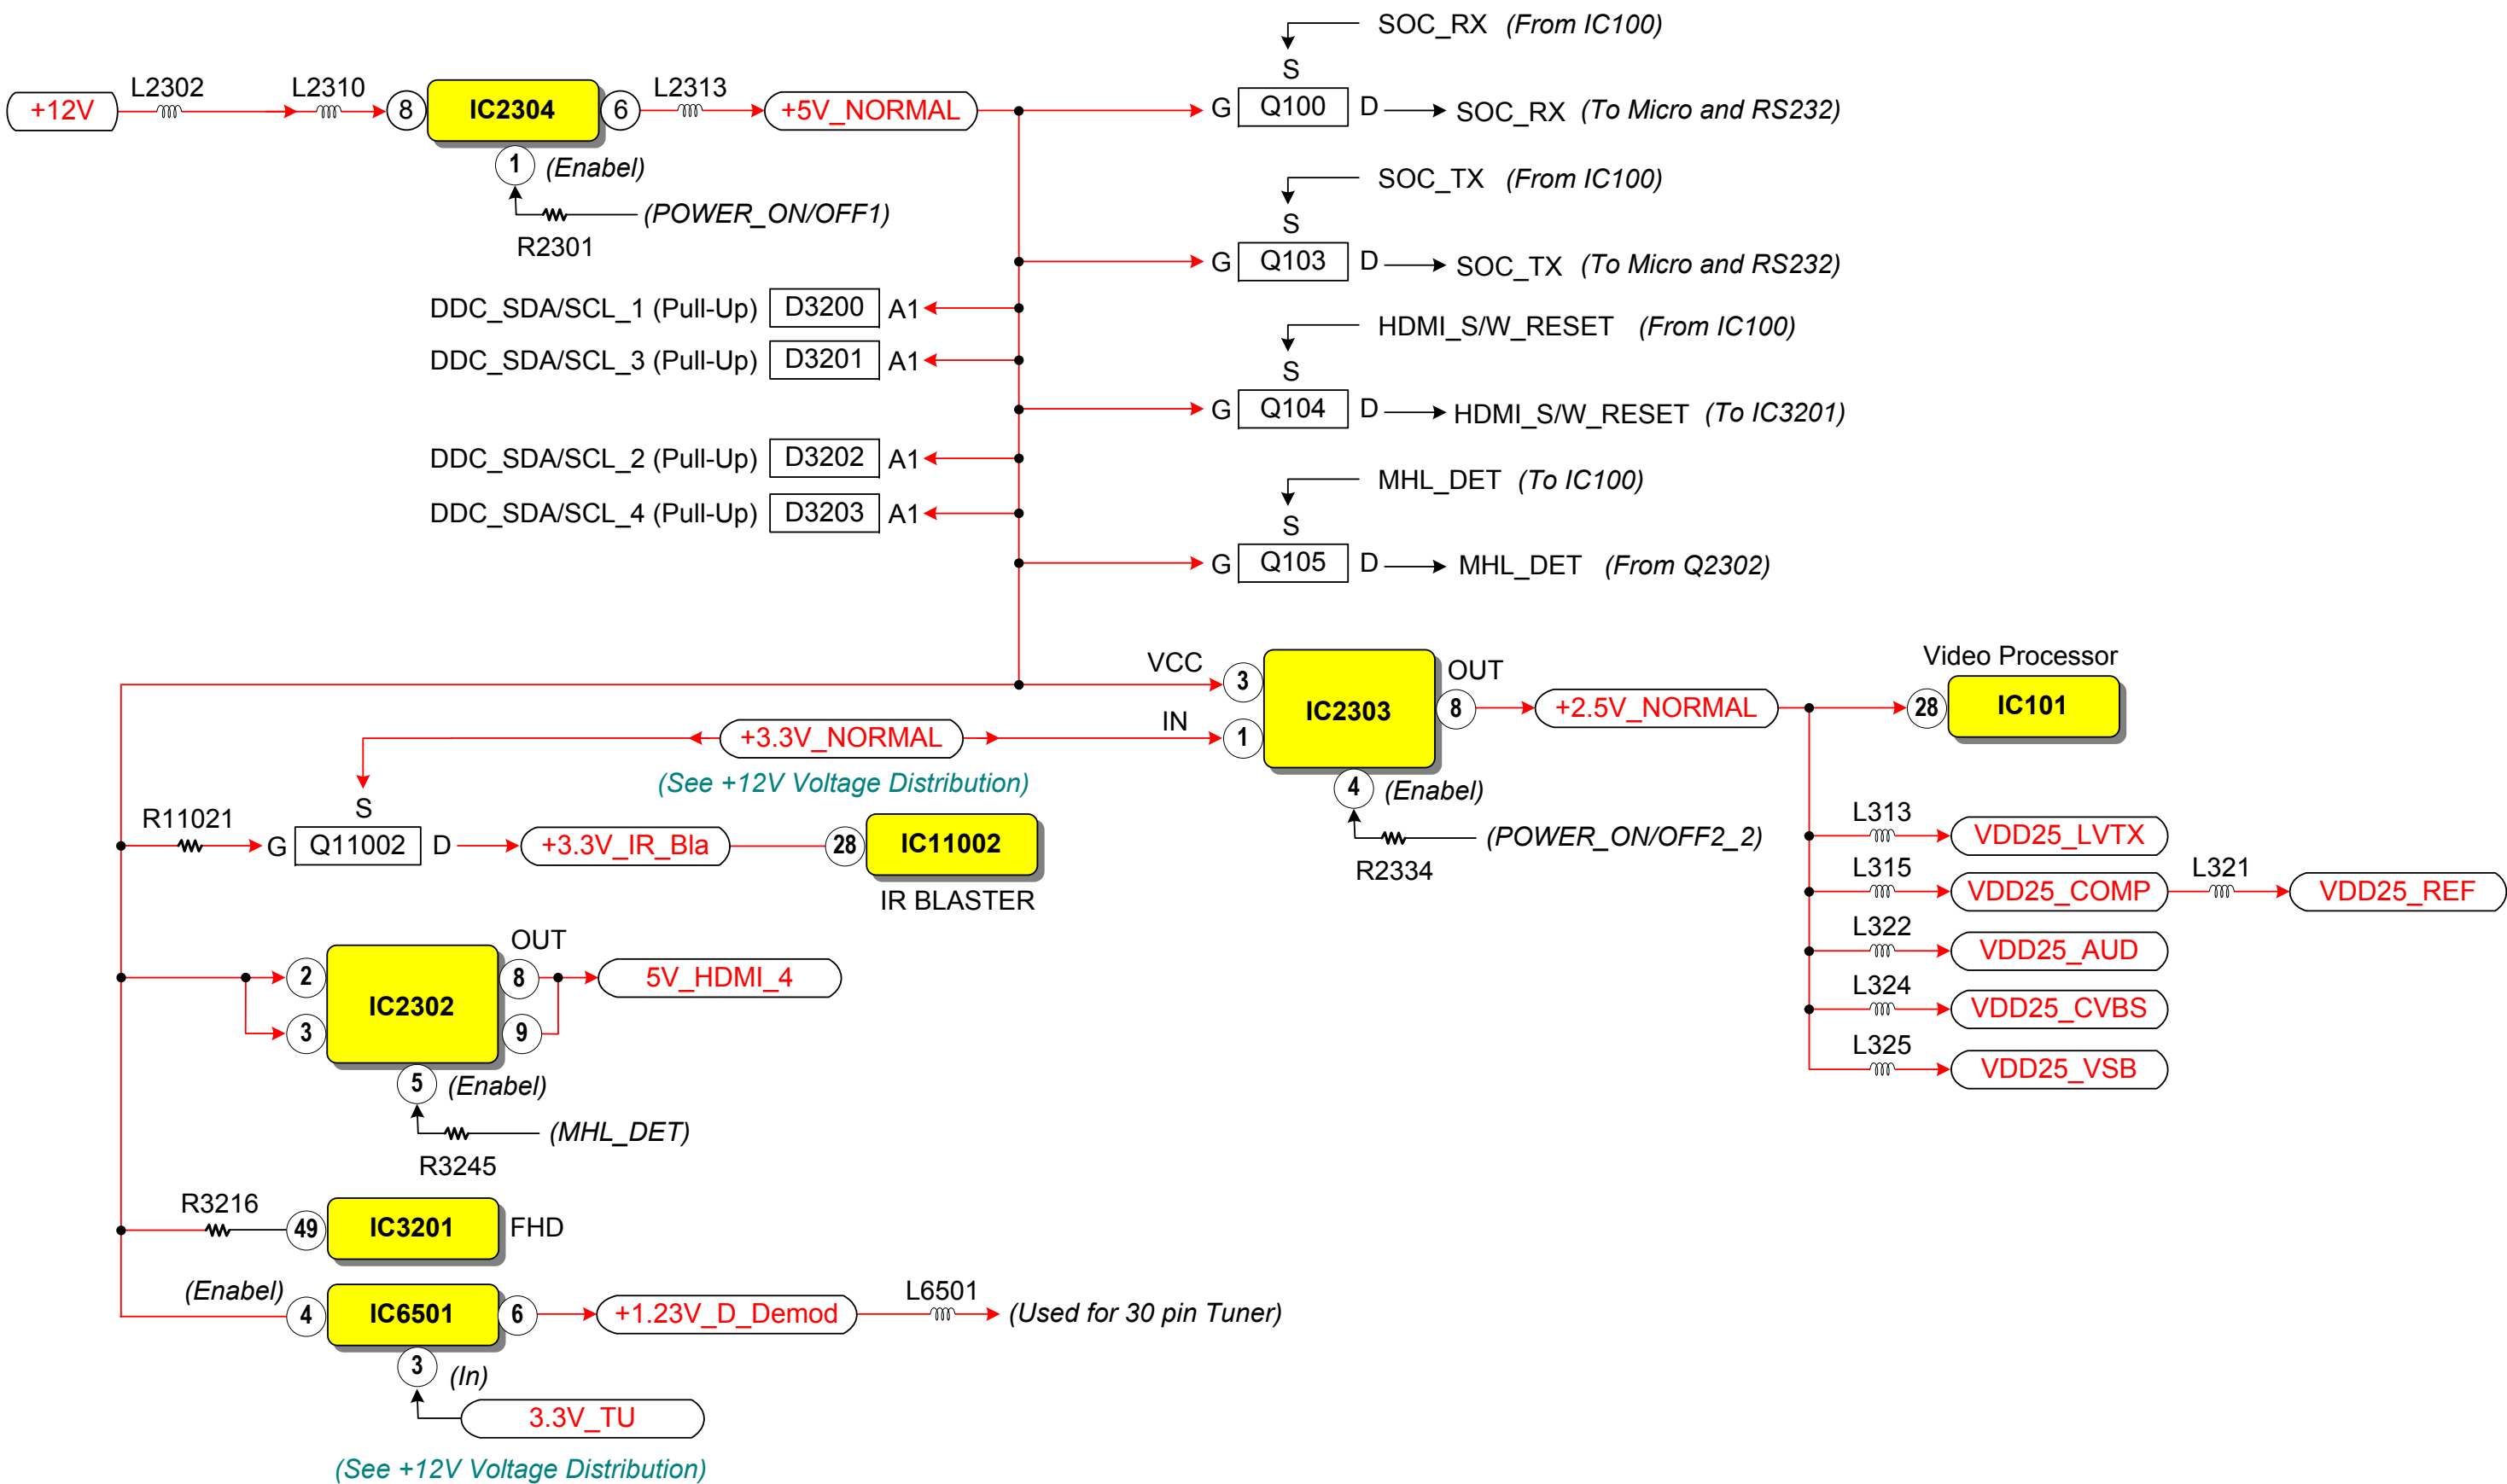 SOC_RX (From IC100)
S
+12V L2302 L2310 8 IC2304 6 L2313 +5V_NORMAL G Q100 D SOC_RX (To Micro and RS232)
1 (Enabel)
(POWER_ON/OFF1)
R2301
SOC_TX (From IC100)
S
G Q103 D SOC_TX (To Micro and RS232)
DDC_SDA/SCL_1 (Pull-Up) D3200 A1
HDMI_S/W_RESET (From IC100)
DDC_SDA/SCL_3 (Pull-Up) D3201 A1
S
G Q104 D HDMI_S/W_RESET (To IC3201)
DDC_SDA/SCL_2 (Pull-Up) D3202 A1
MHL_DET (To IC100)
DDC_SDA/SCL_4 (Pull-Up) D3203 A1
S
G Q105 D MHL_DET (From Q2302)
VCC 3 IC2303 OUT 8 +2.5V_NORMAL 28 IC101
Video Processor
+3.3V_NORMAL IN 1
(See +12V Voltage Distribution)
4 (Enabel)
(POWER_ON/OFF2_2)
R2334
S
R11021 G Q11002 D +3.3V_IR_Bla 28 IC11002
IR BLASTER
L313 VDD25_LVTX
L315 VDD25_COMP L321 VDD25_REF
L322 VDD25_AUD
L324 VDD25_CVBS
L325 VDD25_VSB
OUT
2 IC2302 8 5V_HDMI_4
3 9
5 (Enabel)
(MHL_DET)
R3245
R3216 49 IC3201 FHD
(Enabel) 4 IC6501 6 +1.23V_D_Demod L6501 (Used for 30 pin Tuner)
3 (In)
3.3V_TU
(See +12V Voltage Distribution)